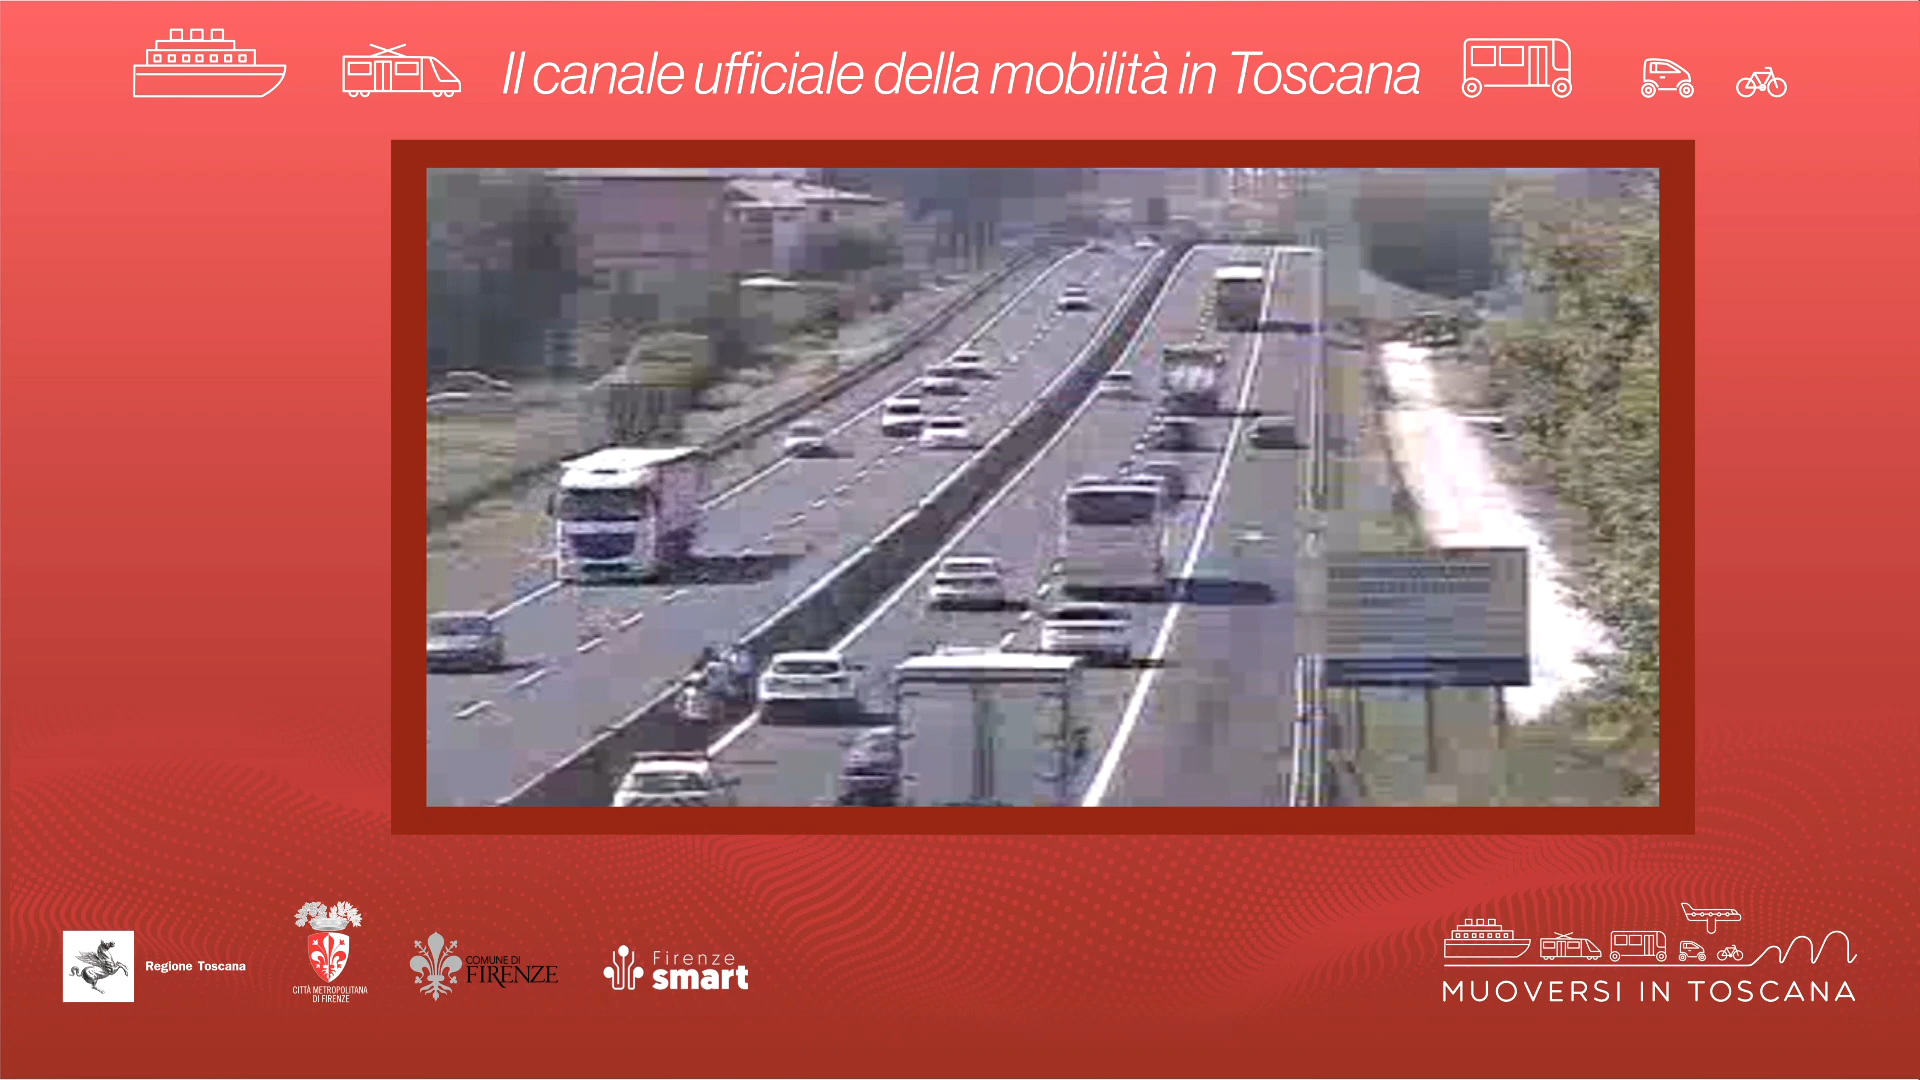 Il canale ufficiale della mobilità in Toscana
Regione Toscana
CITTÀ METROPOLITANA
DI FIRENZE
COMUNE DI
FIRENZE
Firenze
smart
MUOVERSI IN TOSCANA